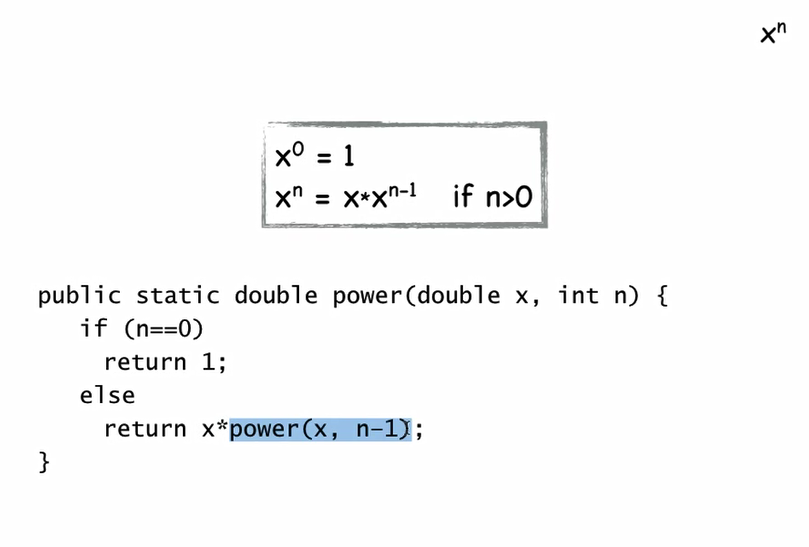 xⁿ
x⁰ = 1
xⁿ = x*xⁿ⁻¹ if n>0
public static double power(double x, int n) {
if (n==0)
return 1;
else
return x*power(x, n-1);
}